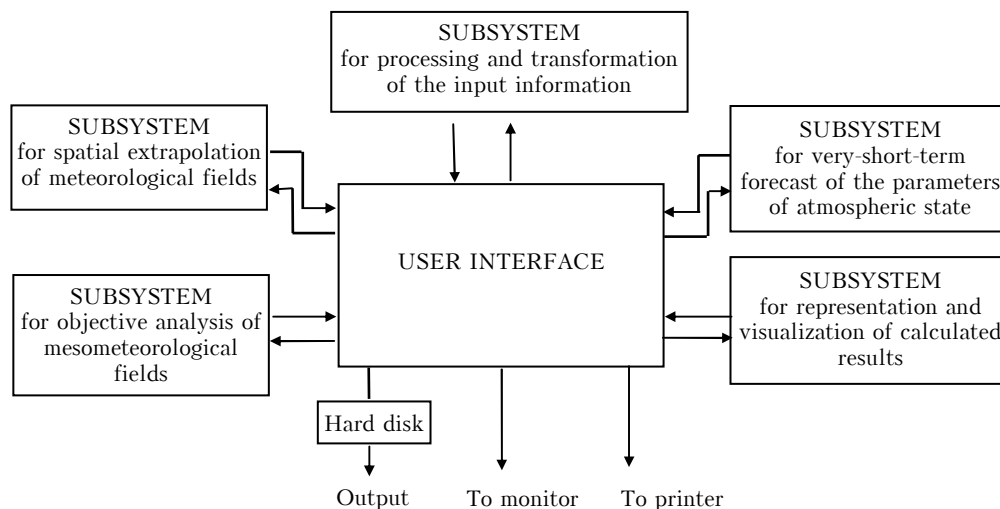 SUBSYSTEM
for processing and transformation
of the input information
SUBSYSTEM
for spatial extrapolation
of meteorological fields
SUBSYSTEM
for very-short-term
forecast of the parameters
of atmospheric state
USER INTERFACE
SUBSYSTEM
for objective analysis of
mesometeorological
fields
SUBSYSTEM
for representation and
visualization of calculated
results
Hard disk
Output
To monitor
To printer